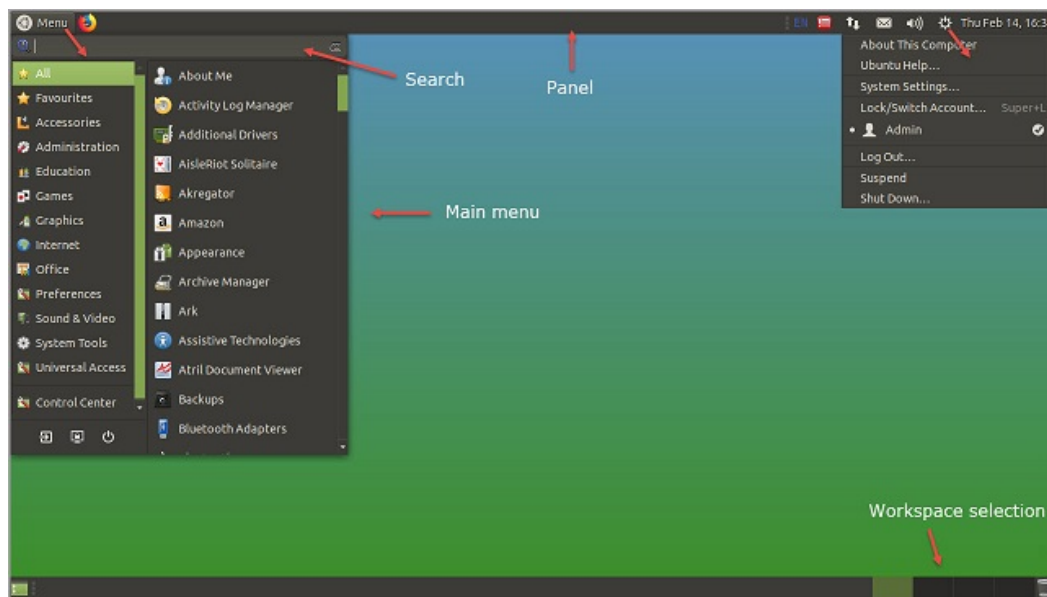 Menu
EN
Thu Feb 14, 16:3
Search
Panel
All
Favourites
Accessories
Administration
Education
Games
Graphics
Internet
Office
Preferences
Sound & Video
System Tools
Universal Access
Control Center
About Me
Activity Log Manager
Additional Drivers
AisleRiot Solitaire
Akregator
Amazon
Appearance
Archive Manager
Ark
Assistive Technologies
Atril Document Viewer
Backups
Bluetooth Adapters
Main menu
About This Computer
Ubuntu Help...
System Settings...
Lock/Switch Account... Super+L
Admin
Log Out...
Suspend
Shut Down...
Workspace selection